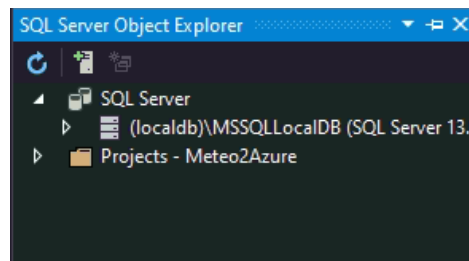 SQL Server Object Explorer
SQL Server
(localdb)\MSSQLLocalDB (SQL Server 13.
Projects - Meteo2Azure